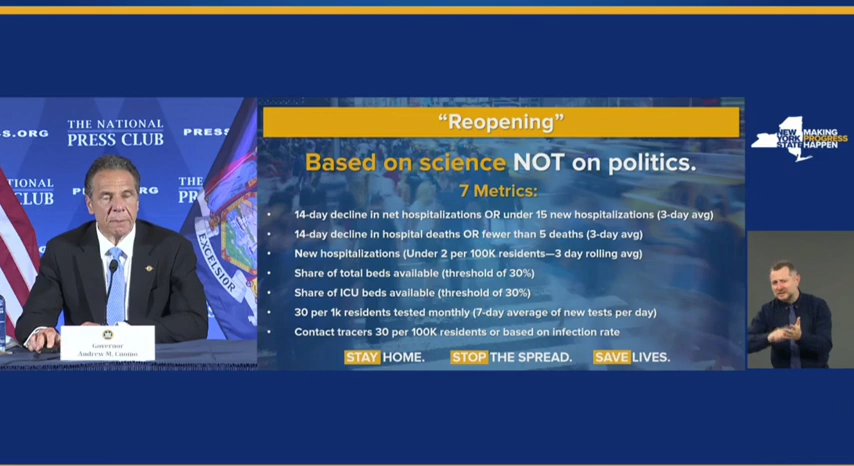 S.ORG
THE NATIONAL
PRESS CLUB
PRESS
TIONAL
CLUB
RG
TH
PR
EXCELSIOR
Governor
Andrew M. Cuomo
“Reopening”
Based on science NOT on politics.
7 Metrics:
• 14-day decline in net hospitalizations OR under 15 new hospitalizations (3-day avg)
• 14-day decline in hospital deaths OR fewer than 5 deaths (3-day avg)
• New hospitalizations (Under 2 per 100K residents—3 day rolling avg)
• Share of total beds available (threshold of 30%)
• Share of ICU beds available (threshold of 30%)
• 30 per 1k residents tested monthly (7-day average of new tests per day)
• Contact tracers 30 per 100K residents or based on infection rate
STAY HOME. STOP THE SPREAD. SAVE LIVES.
NEW YORK STATE
MAKING
PROGRESS
HAPPEN